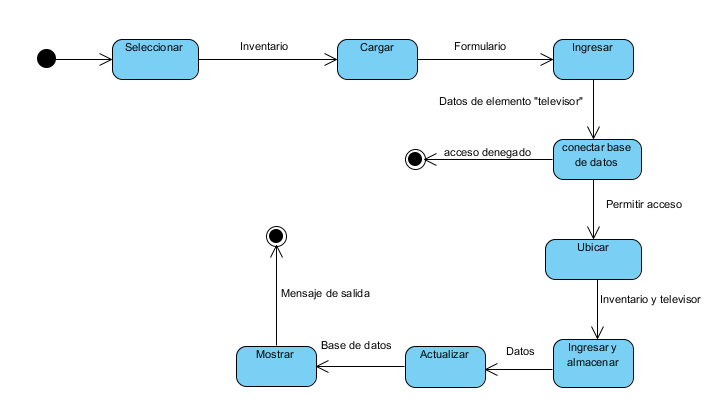 Seleccionar
Inventario
Cargar
Formulario
Ingresar
Datos de elemento "televisor"
conectar base
de datos
acceso denegado
Permitir acceso
Ubicar
Inventario y televisor
Ingresar y
almacenar
Datos
Actualizar
Base de datos
Mostrar
Mensaje de salida